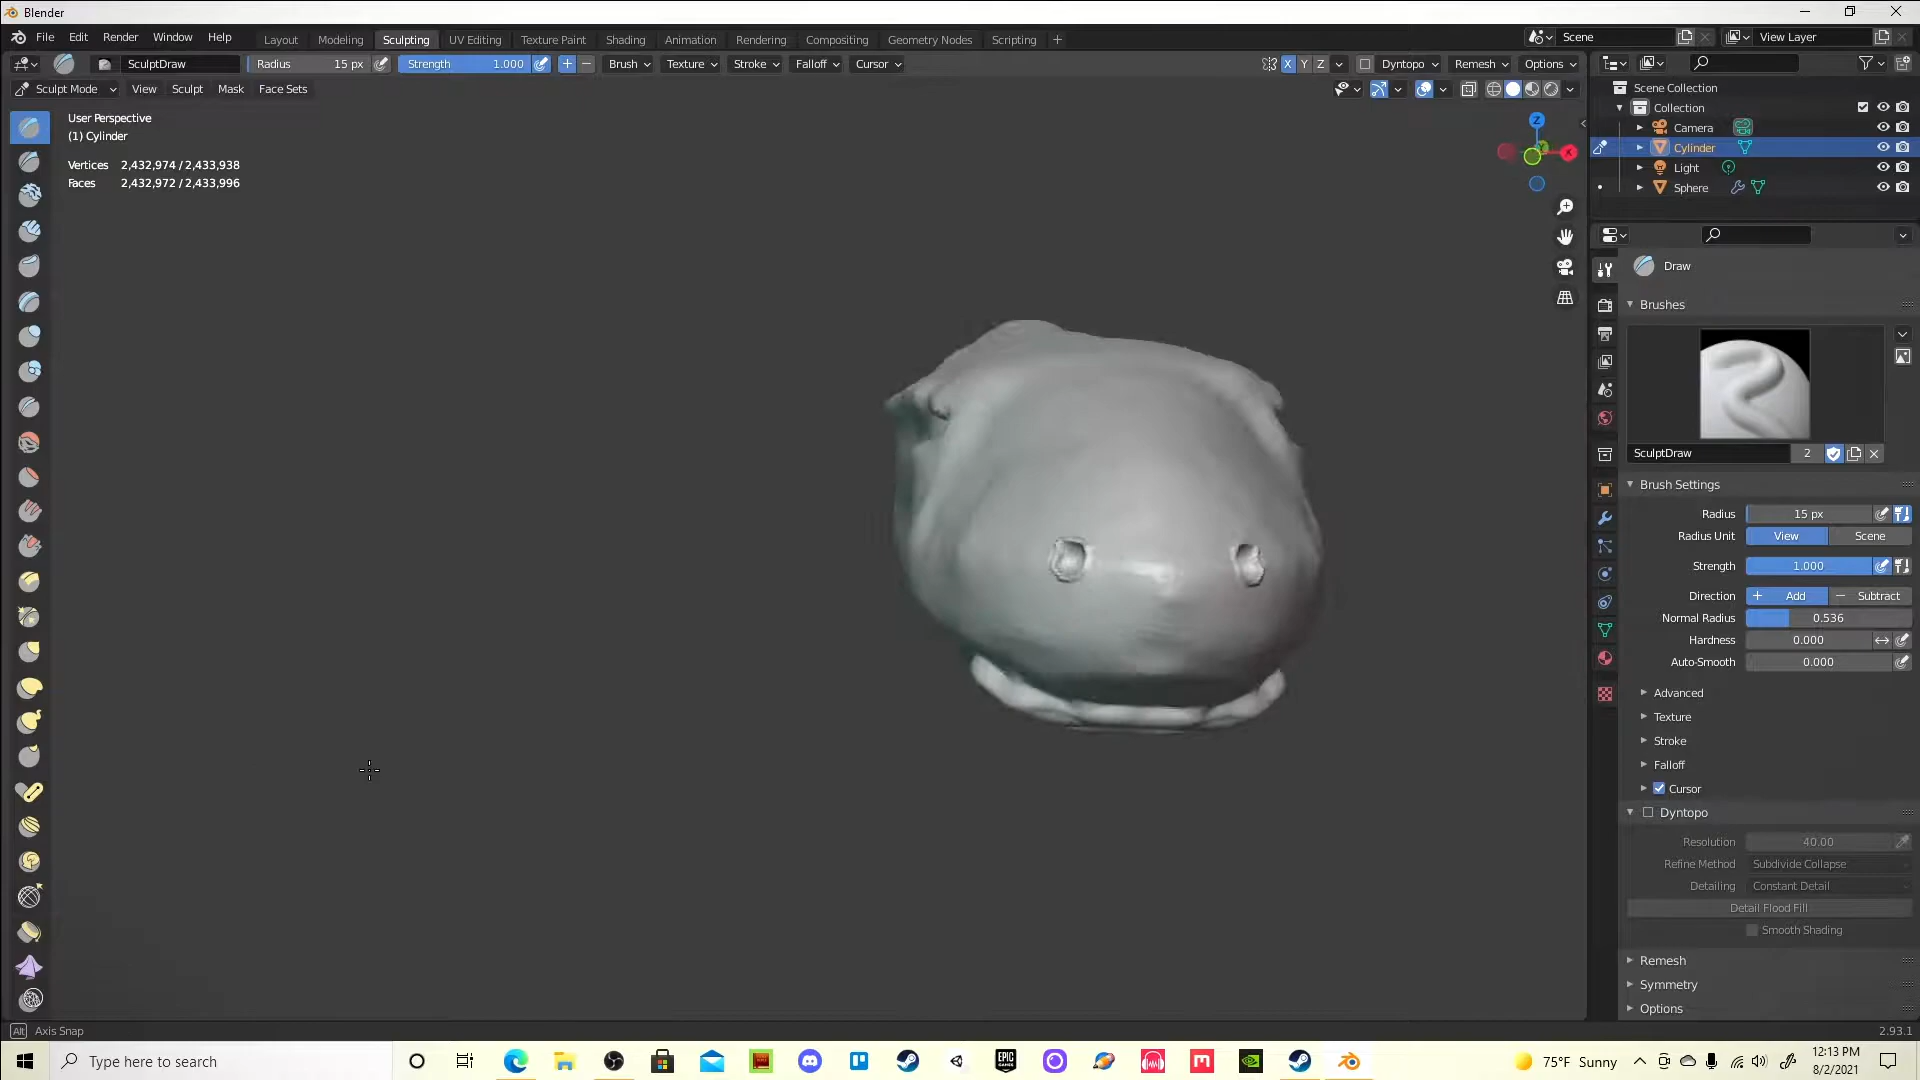 Blender
File Edit Render Window Help
Layout Modeling Sculpting UV Editing Texture Paint Shading Animation Rendering Compositing Geometry Nodes Scripting +
Scene
View Layer
SculptDraw Radius 15 px Strength 1.000 + − Brush Texture Stroke Falloff Cursor
X Y Z Dyntopo Remesh Options
Sculpt Mode View Sculpt Mask Face Sets
User Perspective
(1) Cylinder
Vertices 2,432,974 / 2,433,938
Faces 2,432,972 / 2,433,996
Z
X
Scene Collection
Collection
Camera
Cylinder
Light
Sphere
Draw
Brushes
SculptDraw 2
Brush Settings
Radius 15 px
Radius Unit View Scene
Strength 1.000
Direction + Add − Subtract
Normal Radius 0.536
Hardness 0.000
Auto-Smooth 0.000
Advanced
Texture
Stroke
Falloff
Cursor
Dyntopo
Resolution 40.00
Refine Method Subdivide Collapse
Detailing Constant Detail
Detail Flood Fill
Smooth Shading
Remesh
Symmetry
Options
Alt Axis Snap
2.93.1
Type here to search
EPIC GAMES
75°F Sunny
12:13 PM
8/2/2021